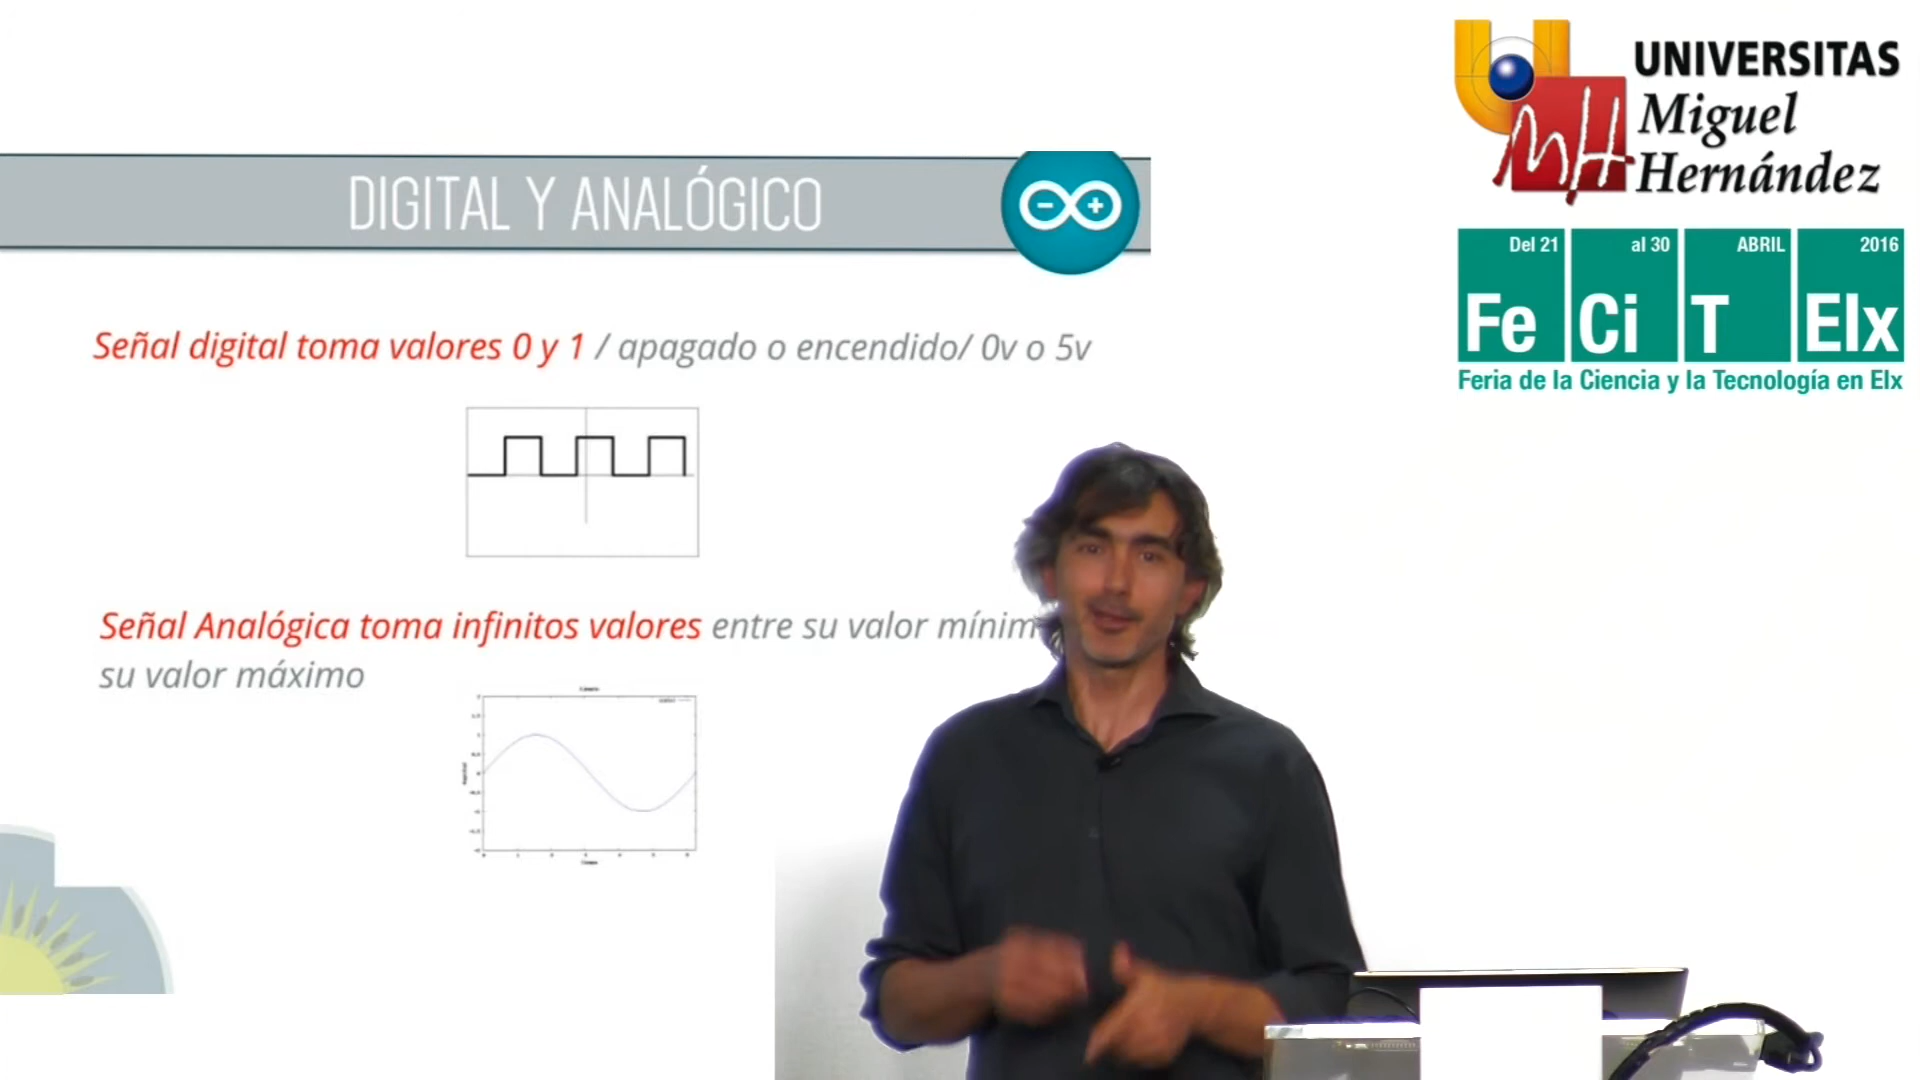 DIGITAL Y ANALÓGICO
Señal digital toma valores 0 y 1 / apagado o encendido/ 0v o 5v
Señal Analógica toma infinitos valores entre su valor mínim
su valor máximo
UNIVERSITAS
Miguel
Hernández
Del 21 al 30 ABRIL 2016
Fe Ci T Elx
Feria de la Ciencia y la Tecnología en Elx